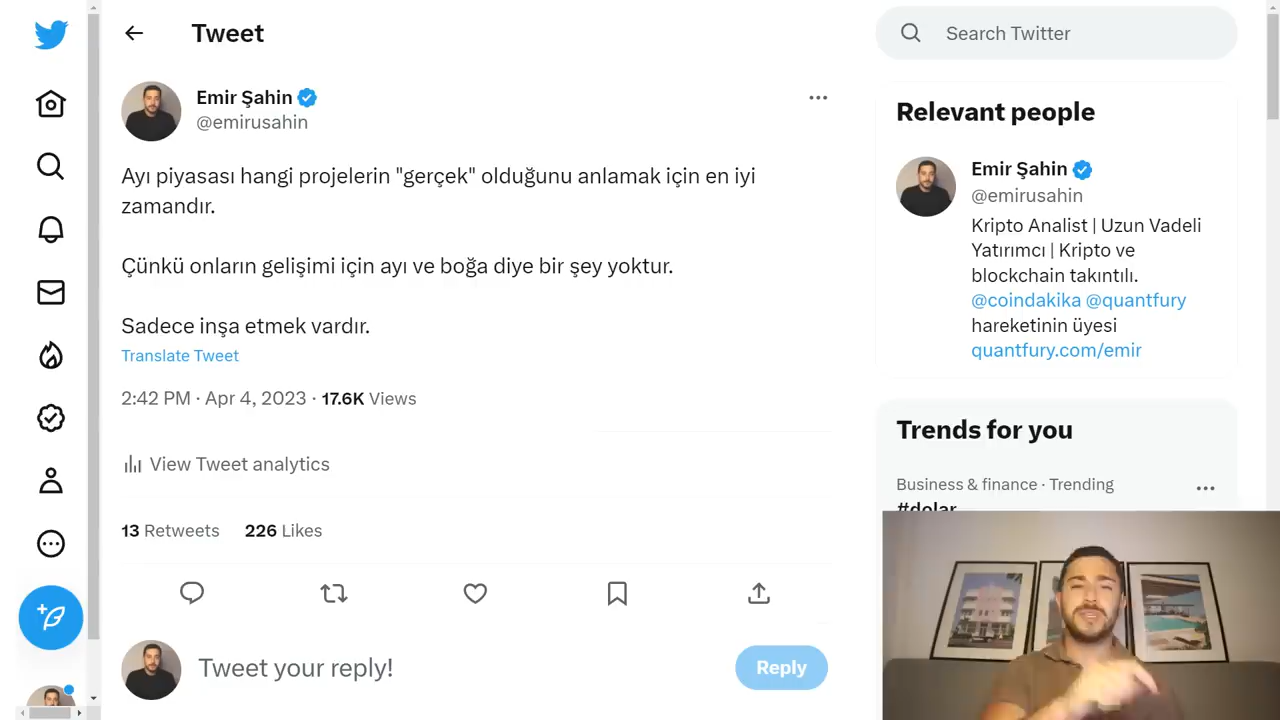 Tweet
Search Twitter
Emir Şahin
@emirusahin
Ayı piyasası hangi projelerin "gerçek" olduğunu anlamak için en iyi
zamandır.
Çünkü onların gelişimi için ayı ve boğa diye bir şey yoktur.
Sadece inşa etmek vardır.
Translate Tweet
2:42 PM · Apr 4, 2023 · 17.6K Views
View Tweet analytics
13 Retweets 226 Likes
Tweet your reply!
Reply
Relevant people
Emir Şahin
@emirusahin
Kripto Analist | Uzun Vadeli
Yatırımcı | Kripto ve
blockchain takıntılı.
@coindakika @quantfury
hareketinin üyesi
quantfury.com/emir
Trends for you
Business & finance · Trending
#dolar